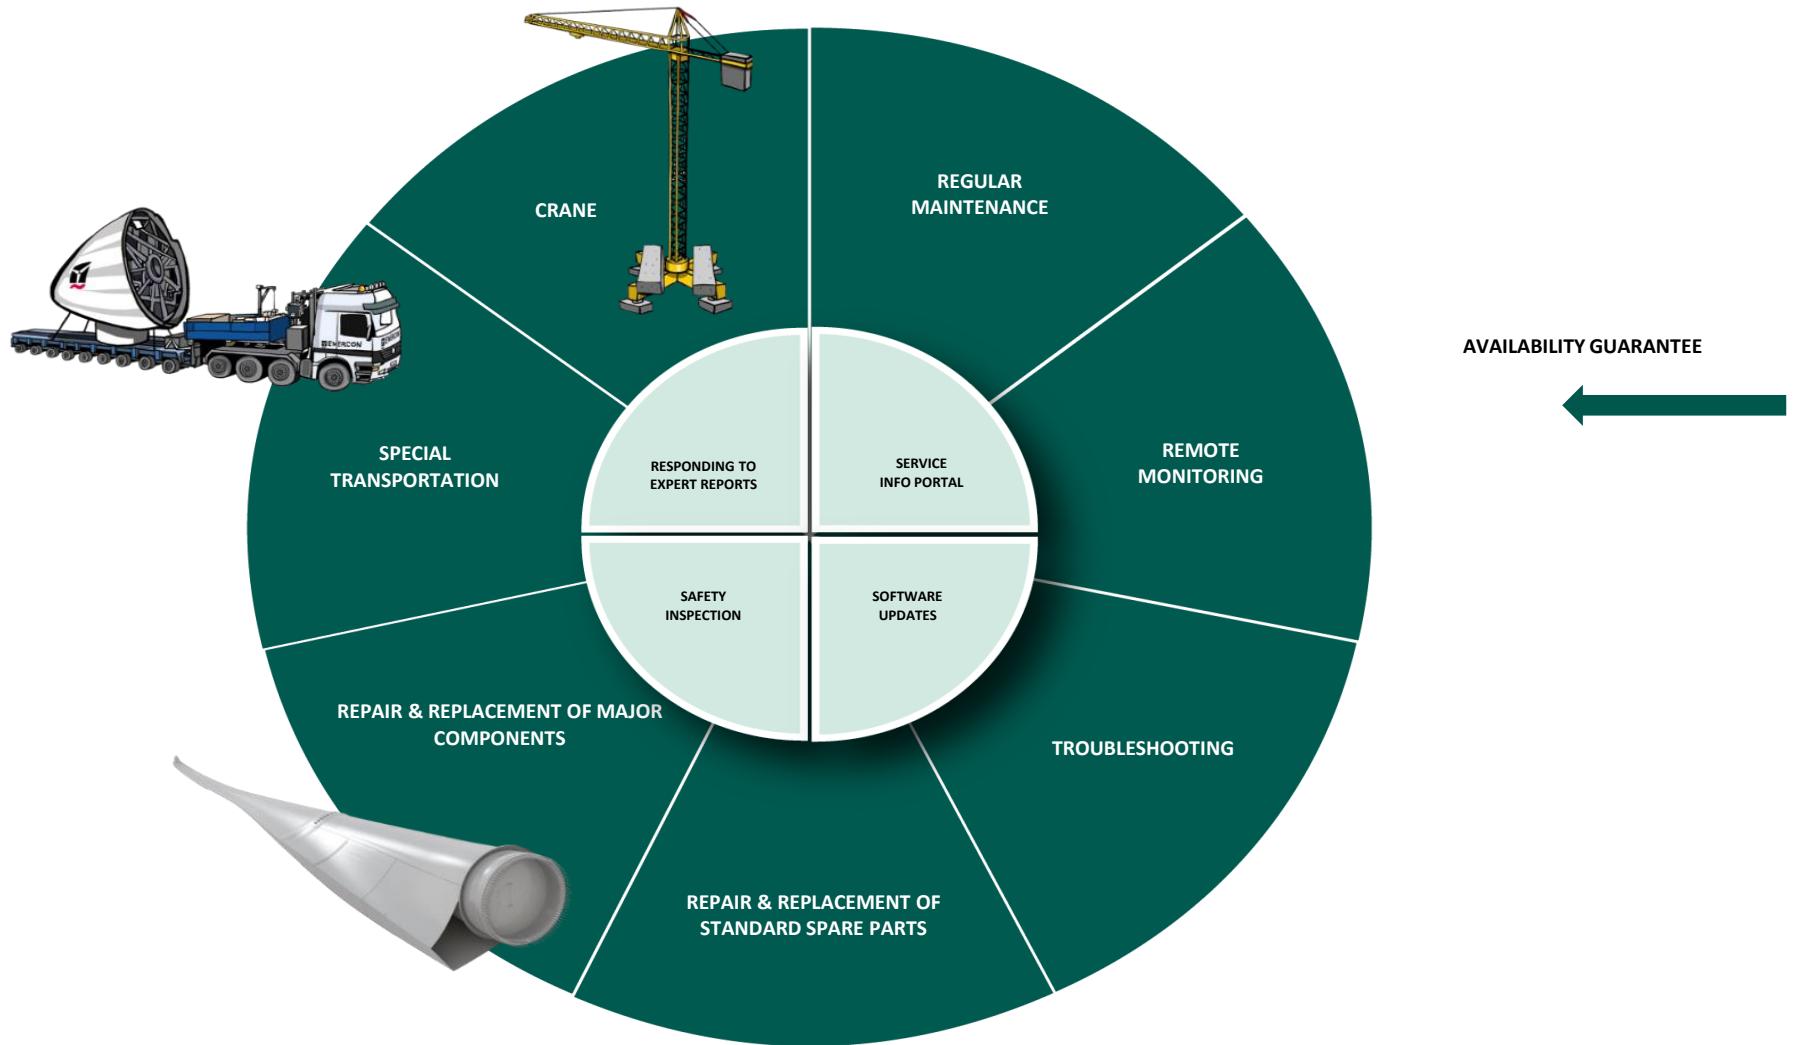 CRANE
REGULAR
MAINTENANCE
ENERCON
AVAILABILITY GUARANTEE
SPECIAL
TRANSPORTATION
RESPONDING TO
EXPERT REPORTS
SERVICE
INFO PORTAL
REMOTE
MONITORING
SAFETY
INSPECTION
SOFTWARE
UPDATES
REPAIR & REPLACEMENT OF MAJOR
COMPONENTS
TROUBLESHOOTING
REPAIR & REPLACEMENT OF
STANDARD SPARE PARTS